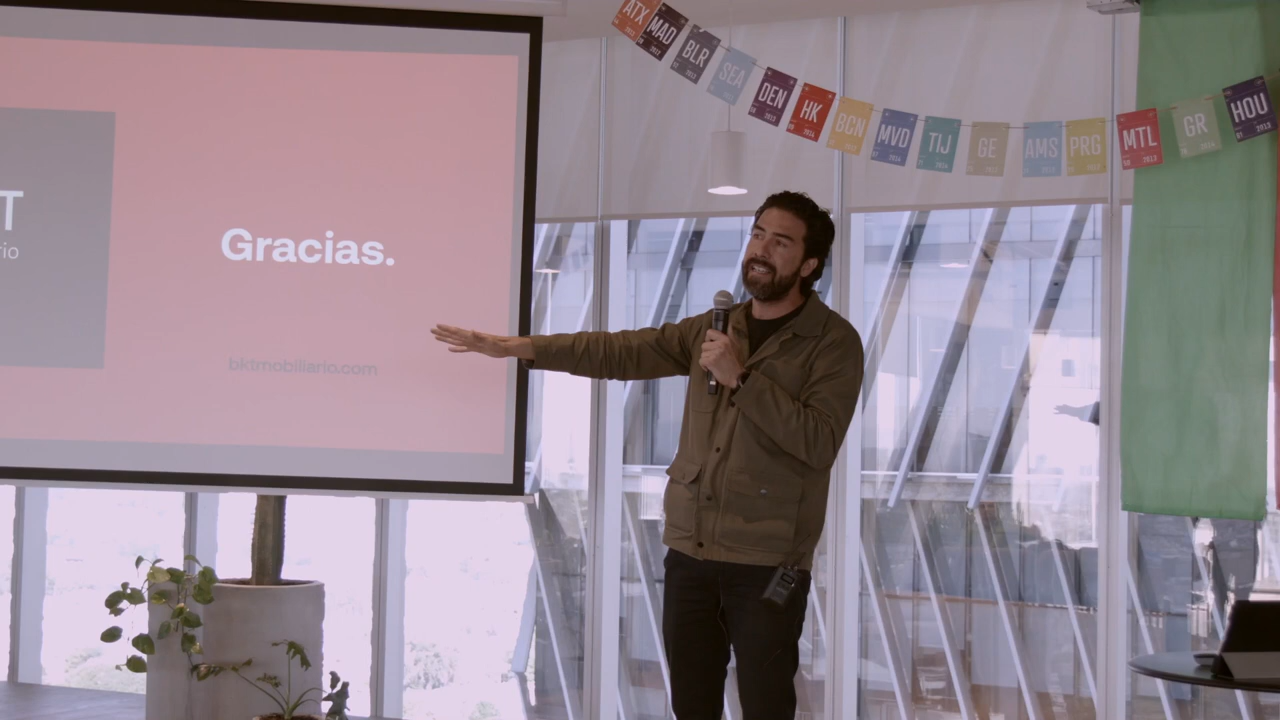 T
rio
Gracias.
bktmobiliario.com
ATX
MAD
BLR
SEA
DEN
HK
BCN
MVD
TIJ
GE
AMS
PRG
MTL
GR
HOU